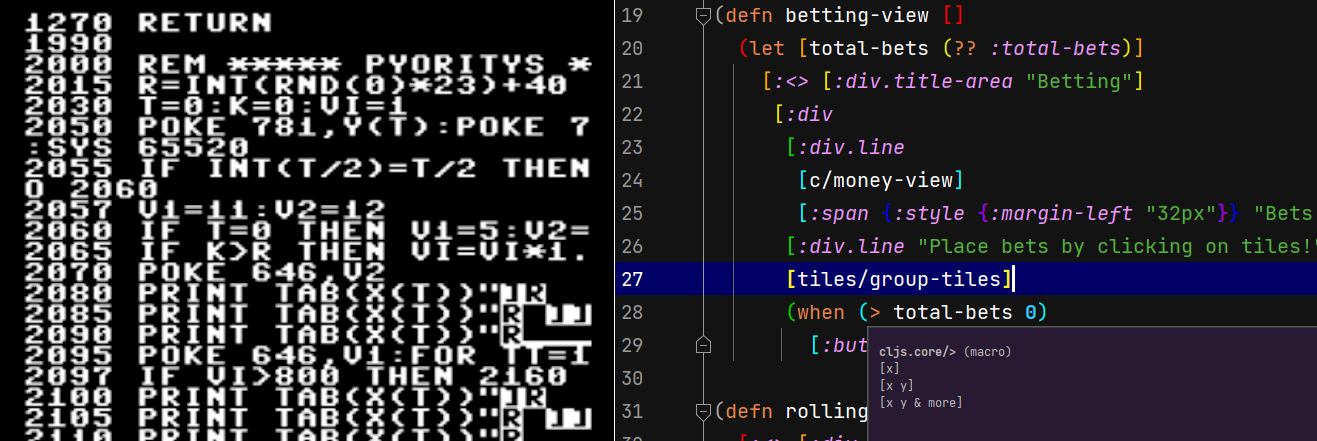 1270 RETURN
1990
2000 REM ***** PYORITYS *
2015 R=INT(RND(0)*23)+40
2030 T=0:K=0:VI=1
2050 POKE 781,Y(T):POKE 7
:SYS 65520
2055 IF INT(T/2)=T/2 THEN
O 2060
2057 V1=11:V2=12
2060 IF T=0 THEN V1=5:V2=
2065 IF K>R THEN VI=VI*1.
2070 POKE 646,V2
2080 PRINT TAB(X(T))"
2085 PRINT TAB(X(T))"
2090 PRINT TAB(X(T))"
2095 POKE 646,V1:FOR TT=1
2097 IF VI>800 THEN 2160
2100 PRINT TAB(X(T))"
2105 PRINT TAB(X(T))"
2110 PRINT TAB(X(T))"
19 (defn betting-view []
20 (let [total-bets (?? :total-bets)]
21 [:<> [:div.title-area "Betting"]
22 [:div
23 [:div.line
24 [c/money-view]
25 [:span {:style {:margin-left "32px"}} "Bets
26 [:div.line "Place bets by clicking on tiles!"
27 [tiles/group-tiles]
28 (when (> total-bets 0)
29 [:but
30
31 (defn rolling
[:<> [:div
cljs.core/> (macro)
[x]
[x y]
[x y & more]